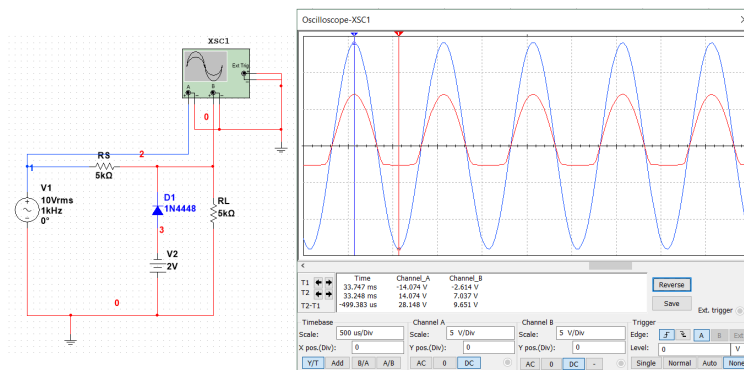 XSC1
Ext Trig
+
-
A
B
+
-
+
-
0
RS
5kΩ
1
2
V1
10Vrms
1kHz
0°
D1
1N4448
3
V2
2V
RL
5kΩ
0
Oscilloscope-XSC1
T1
T2
T2-T1
Time Channel_A Channel_B
33.747 ms -14.074 V -2.614 V
33.248 ms 14.074 V 7.037 V
-499.383 us 28.148 V 9.651 V
Reverse
Save
Ext. trigger
Timebase
Scale: 500 us/Div
X pos.(Div): 0
Y/T Add B/A A/B
Channel A
Scale: 5 V/Div
Y pos.(Div): 0
AC 0 DC
Channel B
Scale: 5 V/Div
Y pos.(Div): 0
AC 0 DC -
Trigger
Edge: A B Ext
Level: 0 V
Single Normal Auto None